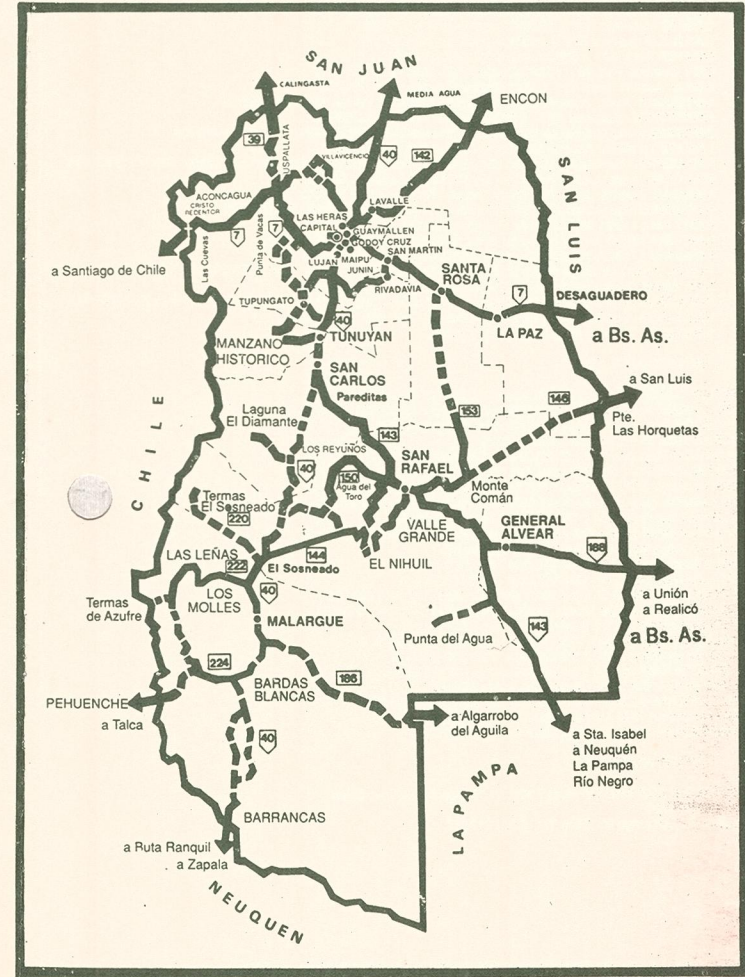 SAN JUAN
CALINGASTA
MEDIA AGUA
ENCON
39
USPALLATA
VILLAVICENCIO
40
142
SAN LUIS
ACONCAGUA
CRISTO
REDENTOR
LAVALLE
LAS HERAS
CAPITAL
GUAYMALLEN
GODOY CRUZ
7
Las Cuevas
Punta de Vacas
7
a Santiago de Chile
LUJAN
MAIPU
JUNIN
SAN MARTIN
RIVADAVIA
SANTA
ROSA
7
DESAGUADERO
LA PAZ
a Bs. As.
TUPUNGATO
40
TUNUYAN
MANZANO
HISTORICO
SAN
CARLOS
Pareditas
a San Luis
146
153
Pte.
Las Horquetas
CHILE
Laguna
El Diamante
143
LOS REYUNOS
40
150
Agua del
Toro
SAN
RAFAEL
Monte
Comán
Termas
El Sosneado
220
VALLE
GRANDE
GENERAL
ALVEAR
188
LAS LEÑAS
222
144
El Sosneado
EL NIHUIL
a Unión
a Realicó
a Bs. As.
Termas
de Azufre
LOS
MOLLES
40
MALARGUE
Punta del Agua
143
224
186
PEHUENCHE
a Talca
BARDAS
BLANCAS
a Algarrobo
del Aguila
a Sta. Isabel
a Neuquén
La Pampa
Río Negro
40
LA PAMPA
BARRANCAS
a Ruta Ranquil
a Zapala
NEUQUEN